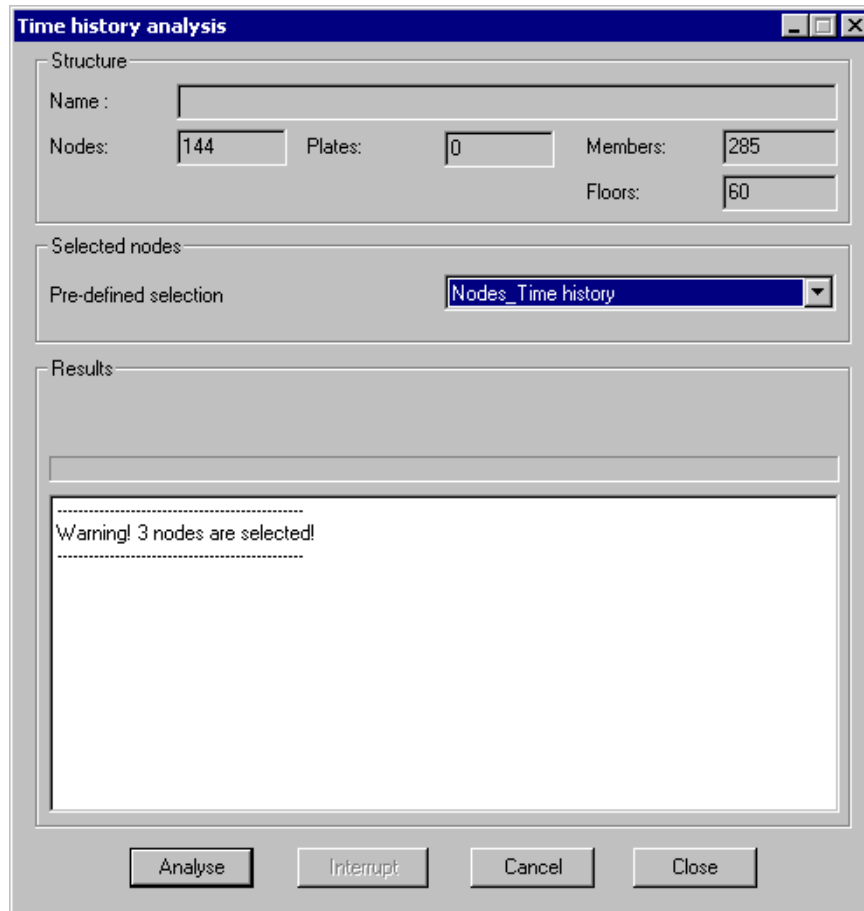 Time history analysis
Structure
Name :
Nodes: 144 Plates: 0 Members: 285
Floors: 60
Selected nodes
Pre-defined selection Nodes_Time history
Results
----------------------------------------------
Warning! 3 nodes are selected!
----------------------------------------------
Analyse Interrupt Cancel Close